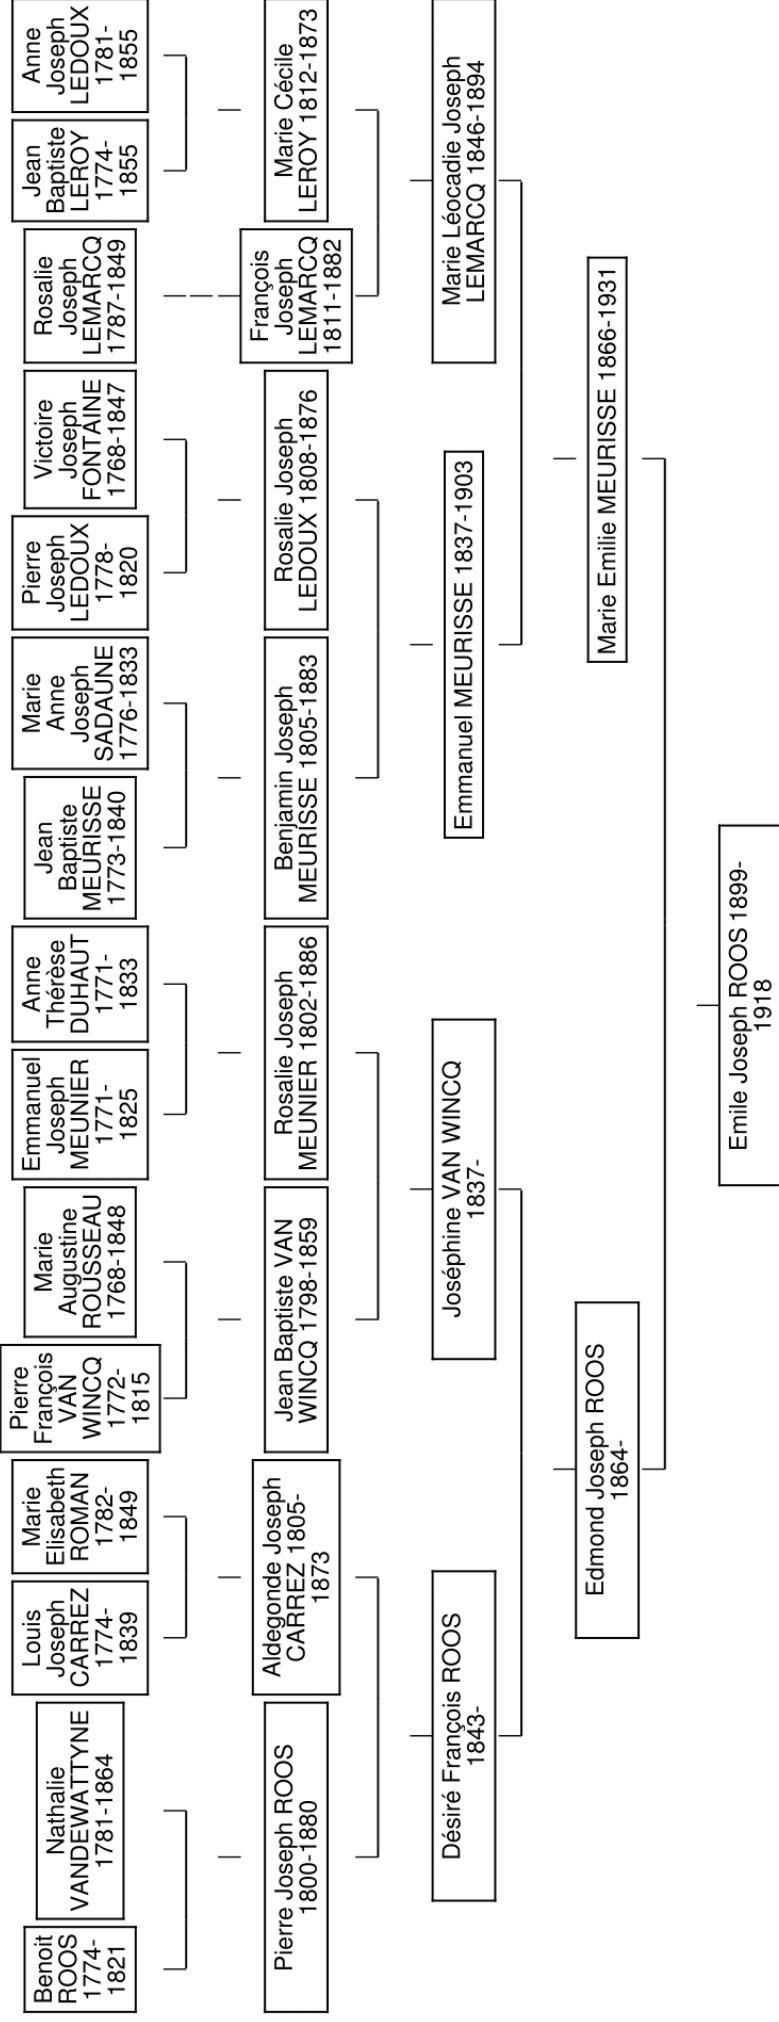 Benoit
ROOS
1774-
1821
Nathalie
VANDEWATTYNE
1781-1864
Louis
Joseph
CARREZ
1774-
1839
Marie
Elisabeth
ROMAN
1782-
1849
Pierre
François
VAN
WINCQ
1772-
1815
Marie
Augustine
ROUSSEAU
1768-1848
Emmanuel
Joseph
MEUNIER
1771-
1825
Anne
Thérèse
DUHAUT
1771-
1833
Jean
Baptiste
MEURISSE
1773-1840
Marie
Anne
Joseph
SADAUNE
1776-1833
Pierre
Joseph
LEDOUX
1778-
1820
Victoire
Joseph
FONTAINE
1768-1847
Rosalie
Joseph
LEMARCQ
1787-1849
Jean
Baptiste
LEROY
1774-
1855
Anne
Joseph
LEDOUX
1781-
1855
Pierre Joseph ROOS
1800-1880
Aldegonde Joseph
CARREZ 1805-
1873
Jean Baptiste VAN
WINCQ 1798-1859
Rosalie Joseph
MEUNIER 1802-1886
Benjamin Joseph
MEURISSE 1805-1883
Rosalie Joseph
LEDOUX 1808-1876
François
Joseph
LEMARCQ
1811-1882
Marie Cécile
LEROY 1812-1873
Désiré François ROOS
1843-
Joséphine VAN WINCQ
1837-
Emmanuel MEURISSE 1837-1903
Marie Léocadie Joseph
LEMARCQ 1846-1894
Edmond Joseph ROOS
1864-
Marie Emilie MEURISSE 1866-1931
Emile Joseph ROOS 1899-
1918